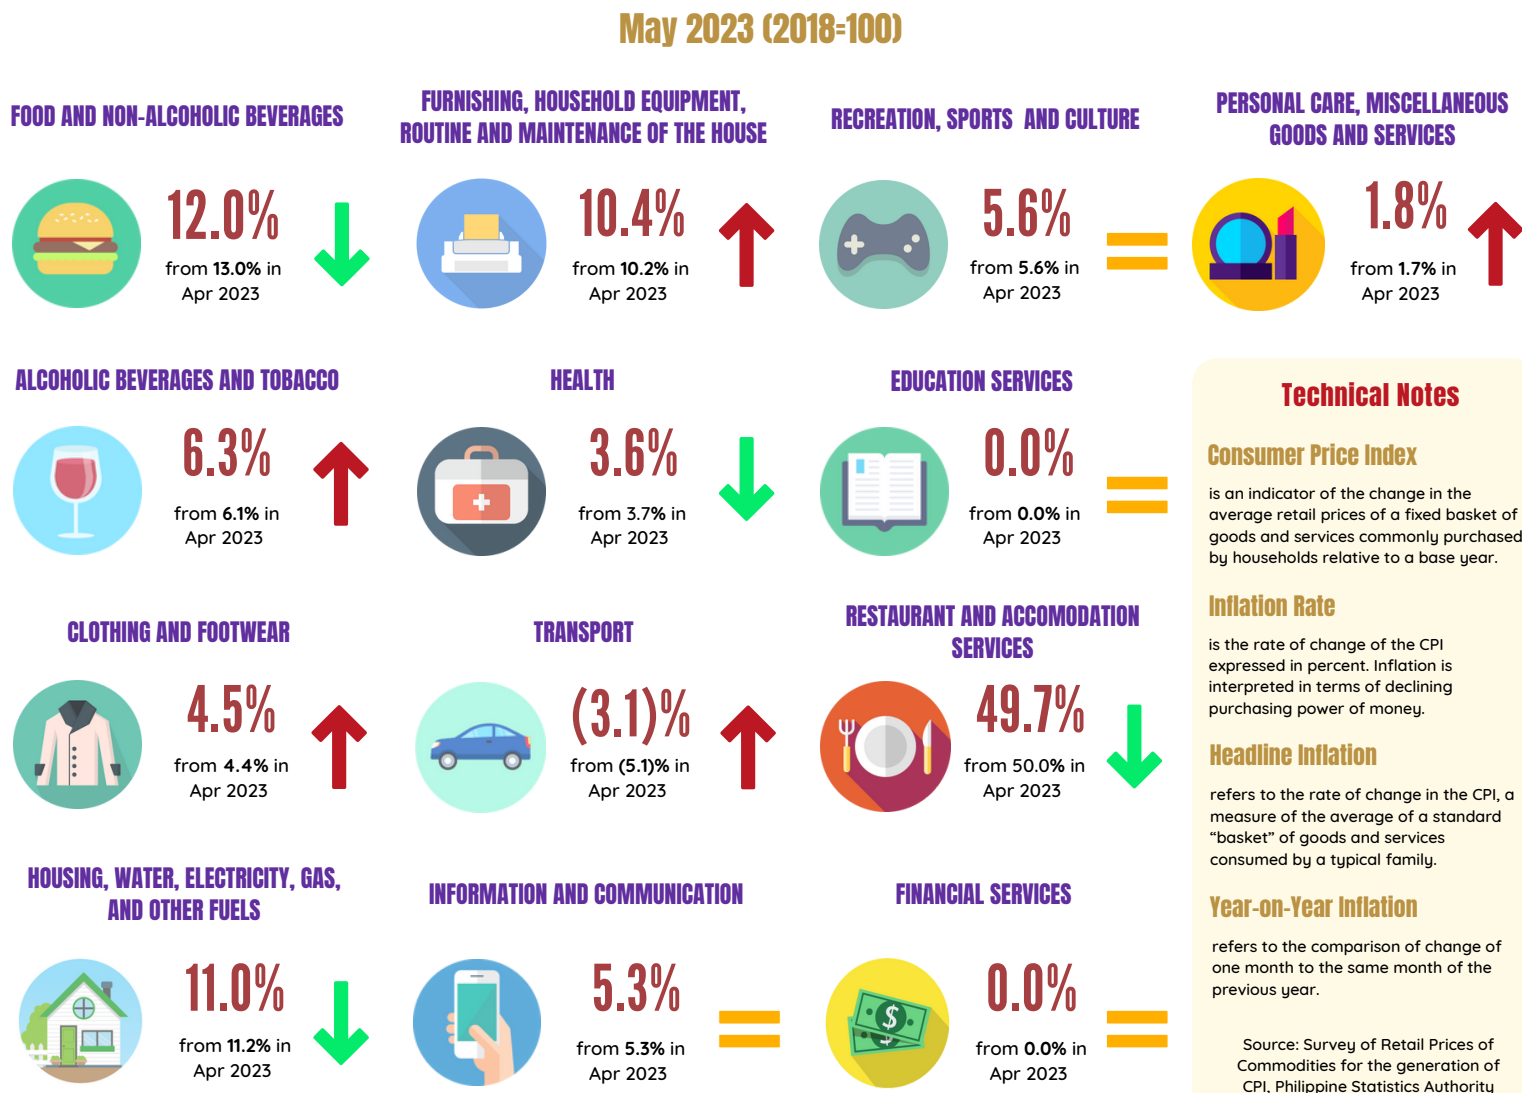 May 2023 (2018=100)
FOOD AND NON-ALCOHOLIC BEVERAGES
12.0%
from 13.0% in
Apr 2023
FURNISHING, HOUSEHOLD EQUIPMENT,
ROUTINE AND MAINTENANCE OF THE HOUSE
10.4%
from 10.2% in
Apr 2023
RECREATION, SPORTS AND CULTURE
5.6%
from 5.6% in
Apr 2023
PERSONAL CARE, MISCELLANEOUS
GOODS AND SERVICES
1.8%
from 1.7% in
Apr 2023
ALCOHOLIC BEVERAGES AND TOBACCO
6.3%
from 6.1% in
Apr 2023
HEALTH
3.6%
from 3.7% in
Apr 2023
EDUCATION SERVICES
0.0%
from 0.0% in
Apr 2023
CLOTHING AND FOOTWEAR
4.5%
from 4.4% in
Apr 2023
TRANSPORT
(3.1)%
from (5.1)% in
Apr 2023
RESTAURANT AND ACCOMODATION
SERVICES
49.7%
from 50.0% in
Apr 2023
HOUSING, WATER, ELECTRICITY, GAS,
AND OTHER FUELS
11.0%
from 11.2% in
Apr 2023
INFORMATION AND COMMUNICATION
5.3%
from 5.3% in
Apr 2023
FINANCIAL SERVICES
$
0.0%
from 0.0% in
Apr 2023
Technical Notes
Consumer Price Index
is an indicator of the change in the
average retail prices of a fixed basket of
goods and services commonly purchased
by households relative to a base year.
Inflation Rate
is the rate of change of the CPI
expressed in percent. Inflation is
interpreted in terms of declining
purchasing power of money.
Headline Inflation
refers to the rate of change in the CPI, a
measure of the average of a standard
“basket” of goods and services
consumed by a typical family.
Year-on-Year Inflation
refers to the comparison of change of
one month to the same month of the
previous year.
Source: Survey of Retail Prices of
Commodities for the generation of
CPI, Philippine Statistics Authority